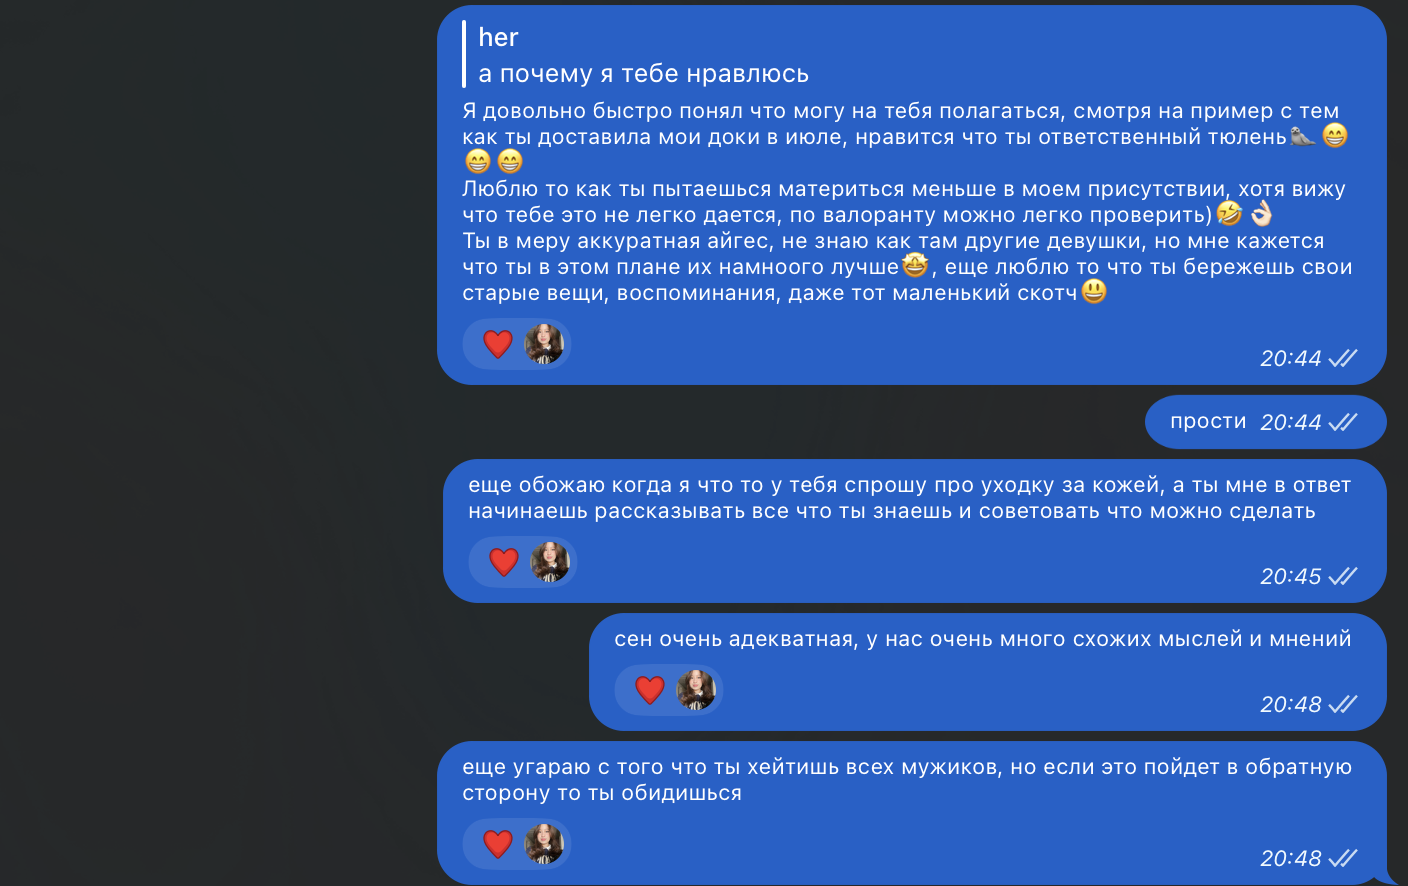 her
а почему я тебе нравлюсь
Я довольно быстро понял что могу на тебя полагаться, смотря на пример с тем
как ты доставила мои доки в июле, нравится что ты ответственный тюлень🦭😁
😁😁
Люблю то как ты пытаешься материться меньше в моем присутствии, хотя вижу
что тебе это не легко дается, по валоранту можно легко проверить)🤣👌🏻
Ты в меру аккуратная айгес, не знаю как там другие девушки, но мне кажется
что ты в этом плане их намноого лучше🤩, еще люблю то что ты бережешь свои
старые вещи, воспоминания, даже тот маленький скотч😃
20:44
прости 20:44
еще обожаю когда я что то у тебя спрошу про уходку за кожей, а ты мне в ответ
начинаешь рассказывать все что ты знаешь и советовать что можно сделать
20:45
сен очень адекватная, у нас очень много схожих мыслей и мнений
20:48
еще угараю с того что ты хейтишь всех мужиков, но если это пойдет в обратную
сторону то ты обидишься
20:48